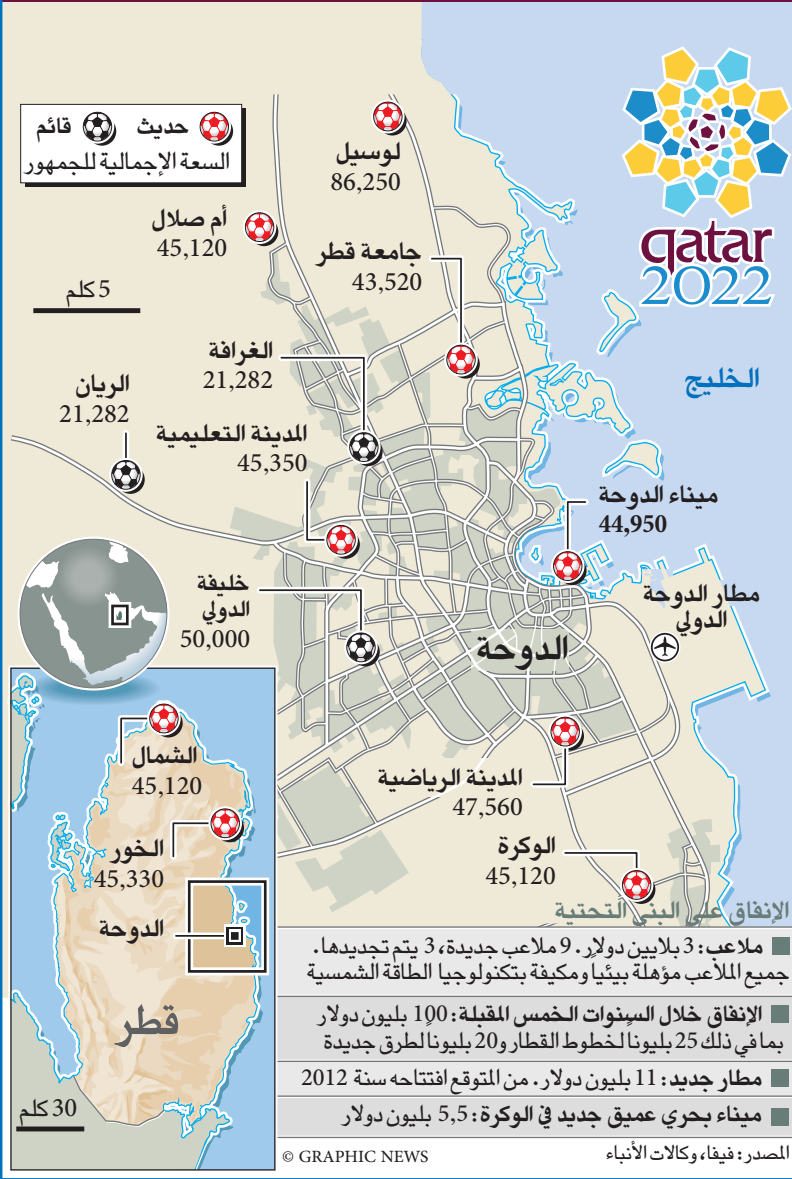 حديث قائم
السعة الإجمالية للجمهور
qatar
2022
لوسيل
86,250
أم صلال
45,120
جامعة قطر
43,520
5 كلم
الغرافة
21,282
الريان
21,282
المدينة التعليمية
45,350
الخليج
ميناء الدوحة
44,950
خليفة
الدولي
50,000
مطار الدوحة
الدولي
الدوحة
الشمال
45,120
المدينة الرياضية
47,560
الخور
45,330
الوكرة
45,120
الدوحة
قطر
30 كلم
الإنفاق على البنى التحتية
ملاعب: 3 بلايين دولار. 9 ملاعب جديدة، 3 يتم تجديدها.
جميع الملاعب مؤهلة بيئيا ومكيفة بتكنولوجيا الطاقة الشمسية
الإنفاق خلال السنوات الخمس المقبلة: 100 بليون دولار
بما في ذلك 25 بليونا لخطوط القطار و20 بليونا لطرق جديدة
مطار جديد: 11 بليون دولار. من المتوقع افتتاحه سنة 2012
ميناء بحري عميق جديد في الوكرة: 5,5 بليون دولار
المصدر: فيفا، وكالات الأنباء
© GRAPHIC NEWS